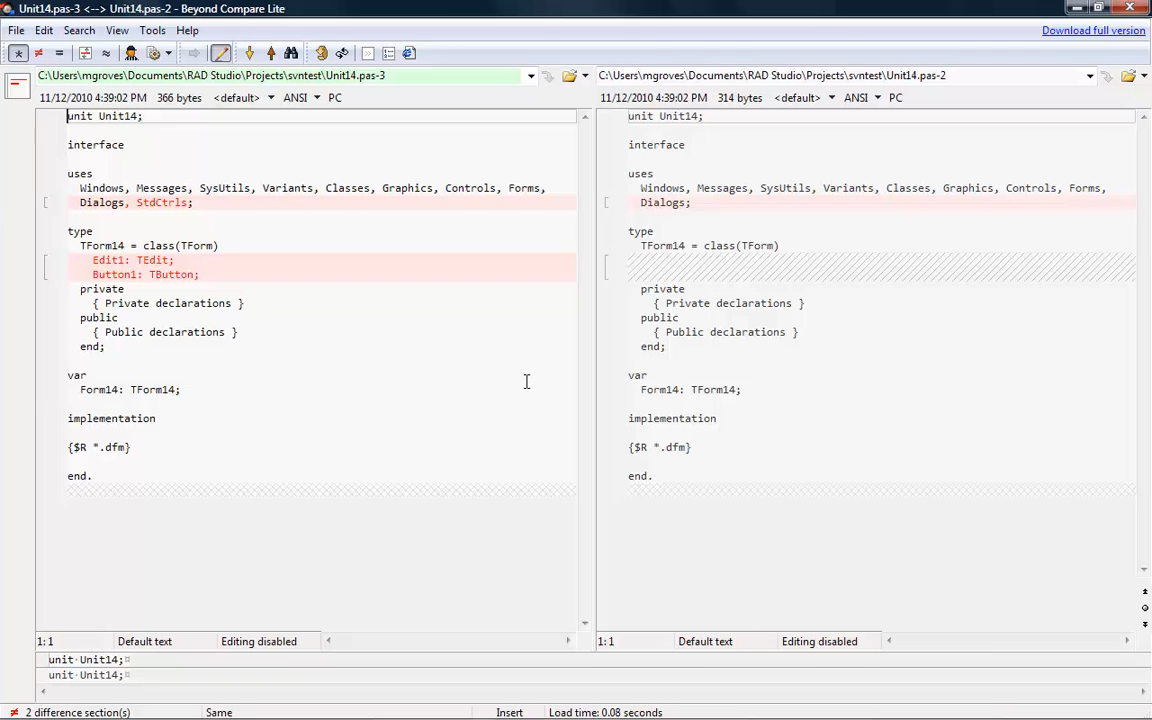 Unit14.pas-3 <--> Unit14.pas-2 - Beyond Compare Lite
File Edit Search View Tools Help
Download full version
C:\Users\mgroves\Documents\RAD Studio\Projects\svntest\Unit14.pas-3
C:\Users\mgroves\Documents\RAD Studio\Projects\svntest\Unit14.pas-2
11/12/2010 4:39:02 PM 366 bytes <default> ANSI PC
11/12/2010 4:39:02 PM 314 bytes <default> ANSI PC
unit Unit14;
interface
uses
Windows, Messages, SysUtils, Variants, Classes, Graphics, Controls, Forms,
Dialogs, StdCtrls;
type
TForm14 = class(TForm)
Edit1: TEdit;
Button1: TButton;
private
{ Private declarations }
public
{ Public declarations }
end;
var
Form14: TForm14;
implementation
{$R *.dfm}
end.
unit Unit14;
interface
uses
Windows, Messages, SysUtils, Variants, Classes, Graphics, Controls, Forms,
Dialogs;
type
TForm14 = class(TForm)
private
{ Private declarations }
public
{ Public declarations }
end;
var
Form14: TForm14;
implementation
{$R *.dfm}
end.
1:1 Default text Editing disabled
1:1 Default text Editing disabled
unit·Unit14;¤
unit·Unit14;¤
2 difference section(s) Same Insert Load time: 0.08 seconds